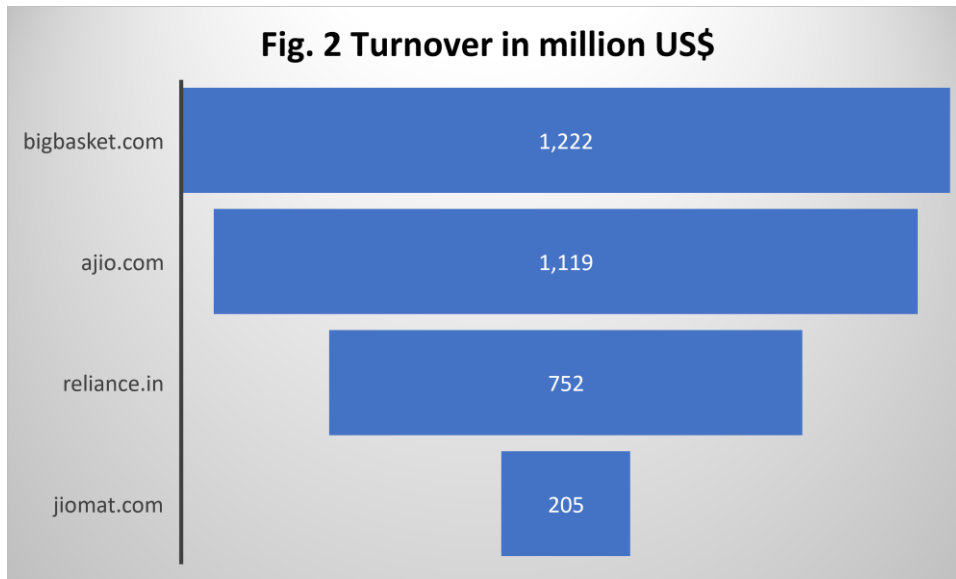 Fig. 2 Turnover in million US$
bigbasket.com
1,222
ajio.com
1,119
reliance.in
752
jiomat.com
205